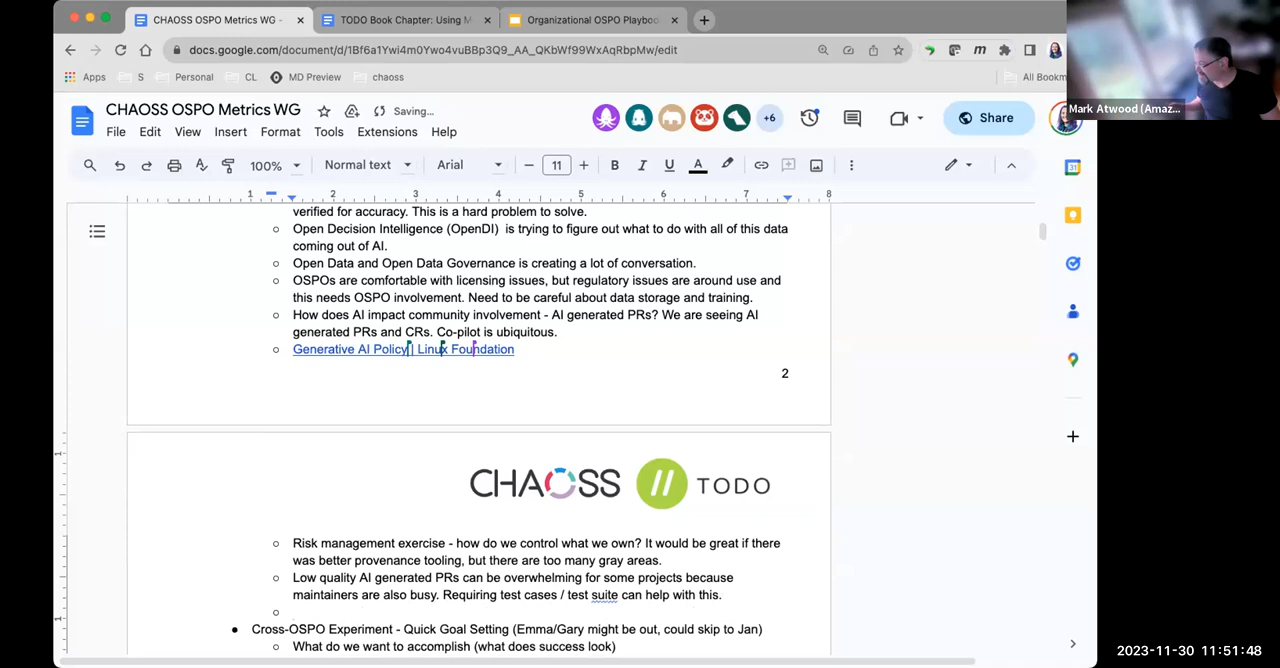 CHAOSS OSPO Metrics WG -
TODO Book Chapter: Using M
Organizational OSPO Playboo
docs.google.com/document/d/1Bf6a1Ywi4m0Ywo4vuBBp3Q9_AA_QKbWf99WxAqRbpMw/edit
Apps S Personal CL MD Preview chaoss All Bookm
Mark Atwood (Amaz...
CHAOSS OSPO Metrics WG Saving...
File Edit View Insert Format Tools Extensions Help
+6
Share
100% Normal text Arial 11 B I U A
1 2 3 4 5 6 7 8
verified for accuracy. This is a hard problem to solve.
Open Decision Intelligence (OpenDI) is trying to figure out what to do with all of this data
coming out of AI.
Open Data and Open Data Governance is creating a lot of conversation.
OSPOs are comfortable with licensing issues, but regulatory issues are around use and
this needs OSPO involvement. Need to be careful about data storage and training.
How does AI impact community involvement - AI generated PRs? We are seeing AI
generated PRs and CRs. Co-pilot is ubiquitous.
Generative AI Policy | Linux Foundation
2
CHAOSS // TODO
Risk management exercise - how do we control what we own? It would be great if there
was better provenance tooling, but there are too many gray areas.
Low quality AI generated PRs can be overwhelming for some projects because
maintainers are also busy. Requiring test cases / test suite can help with this.
Cross-OSPO Experiment - Quick Goal Setting (Emma/Gary might be out, could skip to Jan)
What do we want to accomplish (what does success look)
2023-11-30 11:51:48